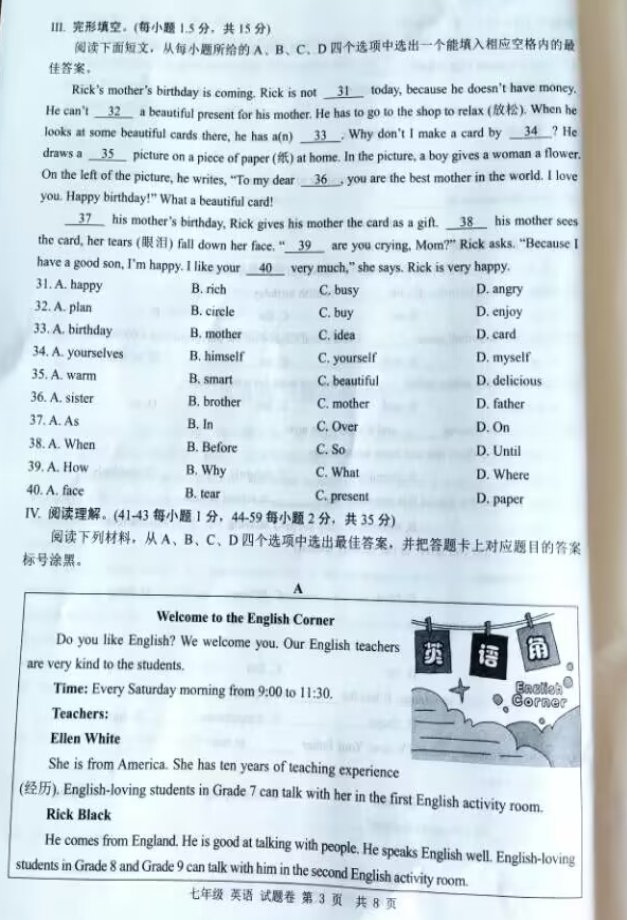 III. 完形填空。(每小题 1.5 分，共 15 分)
阅读下面短文，从每小题所给的 A、B、C、D 四个选项中选出一个能填入相应空格内的最
佳答案。
Rick's mother's birthday is coming. Rick is not 31 today, because he doesn't have money.
He can't 32 a beautiful present for his mother. He has to go to the shop to relax (放松). When he
looks at some beautiful cards there, he has a(n) 33 . Why don't I make a card by 34 ? He
draws a 35 picture on a piece of paper (纸) at home. In the picture, a boy gives a woman a flower.
On the left of the picture, he writes, "To my dear 36 , you are the best mother in the world. I love
you. Happy birthday!" What a beautiful card!
37 his mother's birthday, Rick gives his mother the card as a gift. 38 his mother sees
the card, her tears (眼泪) fall down her face. " 39 are you crying, Mom?" Rick asks. "Because I
have a good son, I'm happy. I like your 40 very much," she says. Rick is very happy.
31. A. happy B. rich C. busy D. angry
32. A. plan B. circle C. buy D. enjoy
33. A. birthday B. mother C. idea D. card
34. A. yourselves B. himself C. yourself D. myself
35. A. warm B. smart C. beautiful D. delicious
36. A. sister B. brother C. mother D. father
37. A. As B. In C. Over D. On
38. A. When B. Before C. So D. Until
39. A. How B. Why C. What D. Where
40. A. face B. tear C. present D. paper
IV. 阅读理解。(41-43 每小题 1 分，44-59 每小题 2 分，共 35 分)
阅读下列材料，从 A、B、C、D 四个选项中选出最佳答案，并把答题卡上对应题目的答案
标号涂黑。
A
Welcome to the English Corner
Do you like English? We welcome you. Our English teachers
are very kind to the students.
Time: Every Saturday morning from 9:00 to 11:30.
Teachers:
Ellen White
She is from America. She has ten years of teaching experience
(经历). English-loving students in Grade 7 can talk with her in the first English activity room.
Rick Black
He comes from England. He is good at talking with people. He speaks English well. English-loving
students in Grade 8 and Grade 9 can talk with him in the second English activity room.
英 语 角
English
Corner
七年级 英语 试题卷 第 3 页 共 8 页